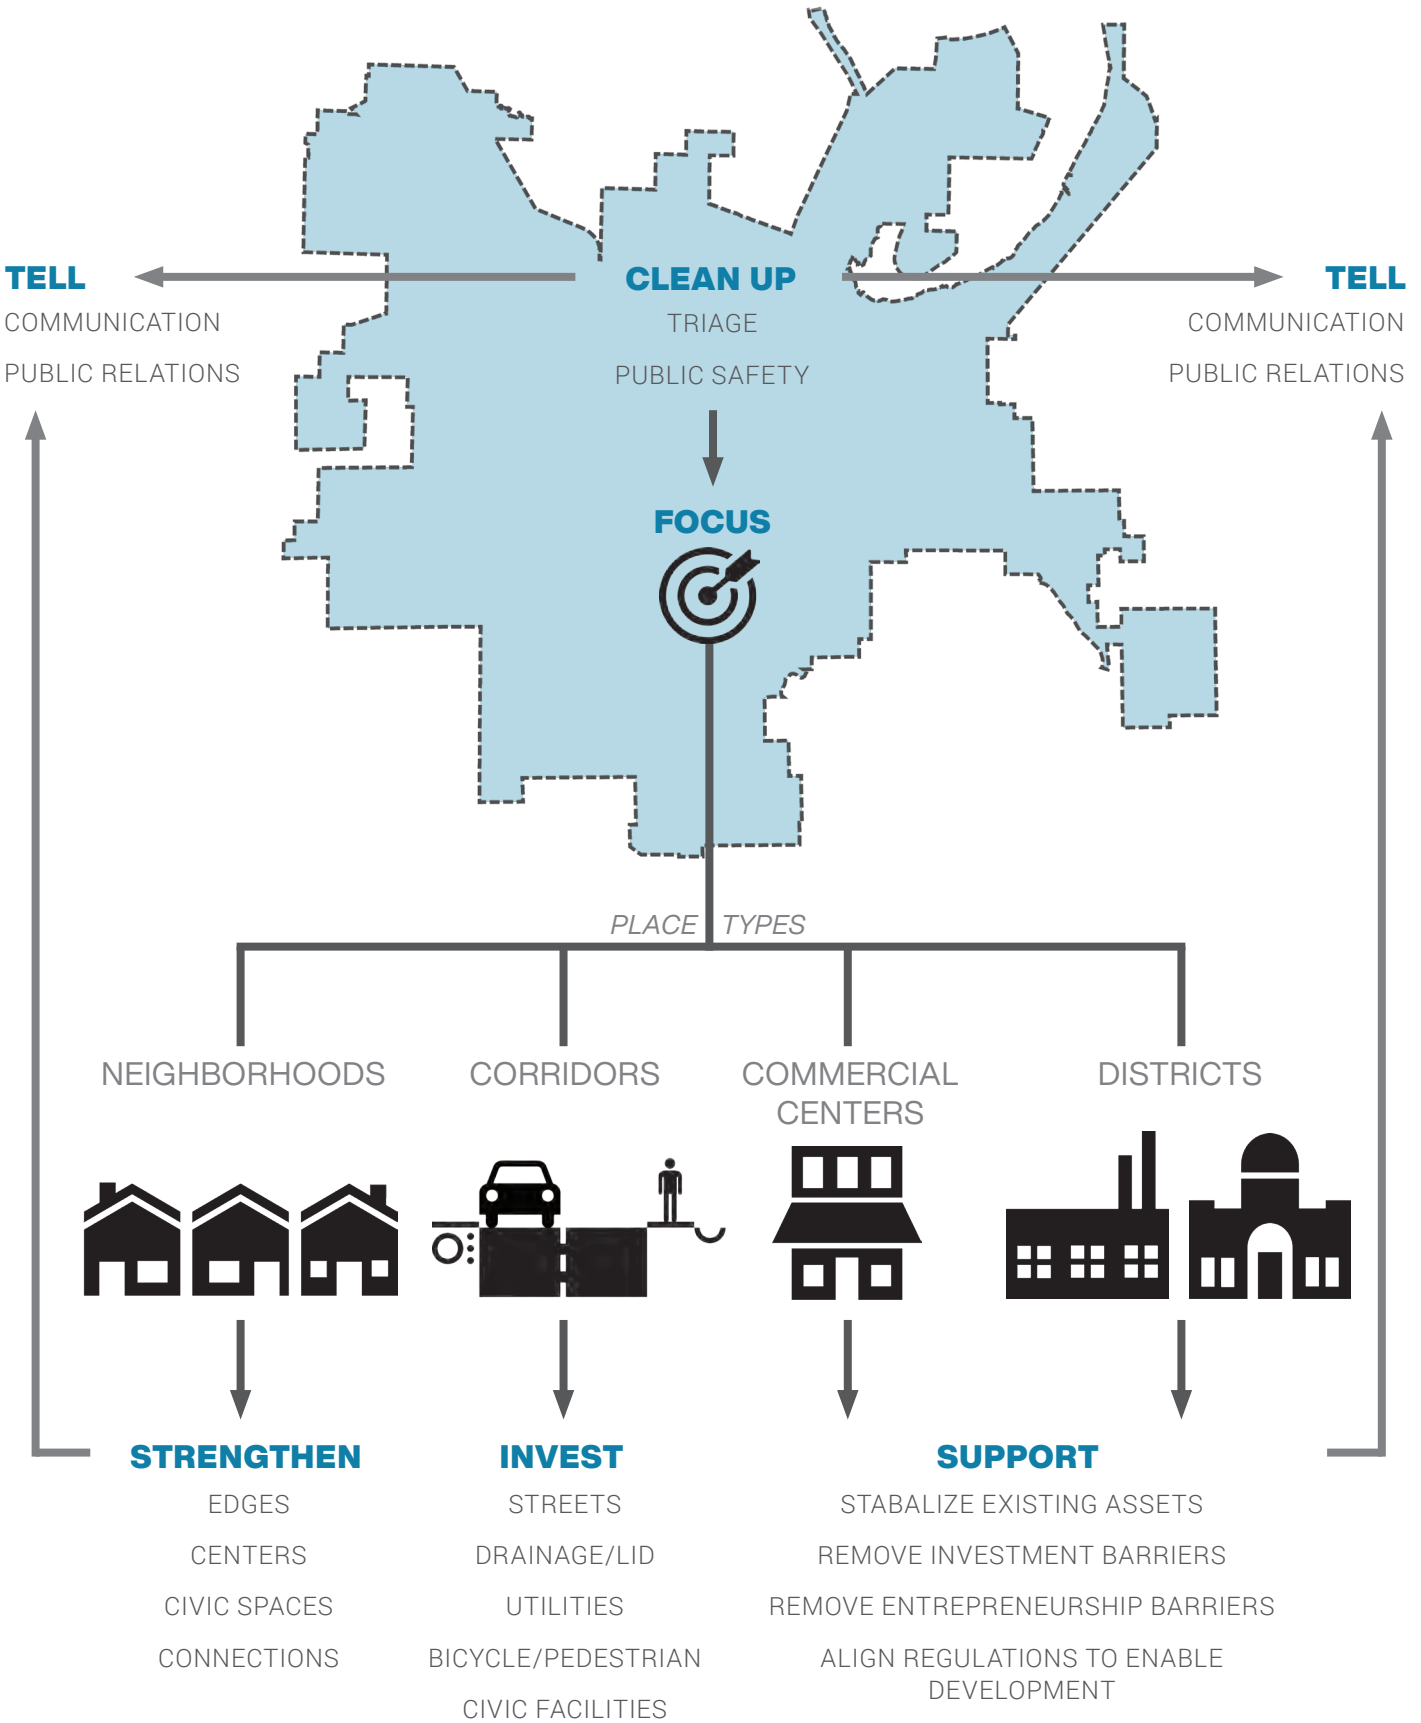 TELL
COMMUNICATION
PUBLIC RELATIONS
CLEAN UP
TRIAGE
PUBLIC SAFETY
TELL
COMMUNICATION
PUBLIC RELATIONS
FOCUS
PLACE TYPES
NEIGHBORHOODS
CORRIDORS
COMMERCIAL
CENTERS
DISTRICTS
STRENGTHEN
EDGES
CENTERS
CIVIC SPACES
CONNECTIONS
INVEST
STREETS
DRAINAGE/LID
UTILITIES
BICYCLE/PEDESTRIAN
CIVIC FACILITIES
SUPPORT
STABALIZE EXISTING ASSETS
REMOVE INVESTMENT BARRIERS
REMOVE ENTREPRENEURSHIP BARRIERS
ALIGN REGULATIONS TO ENABLE
DEVELOPMENT